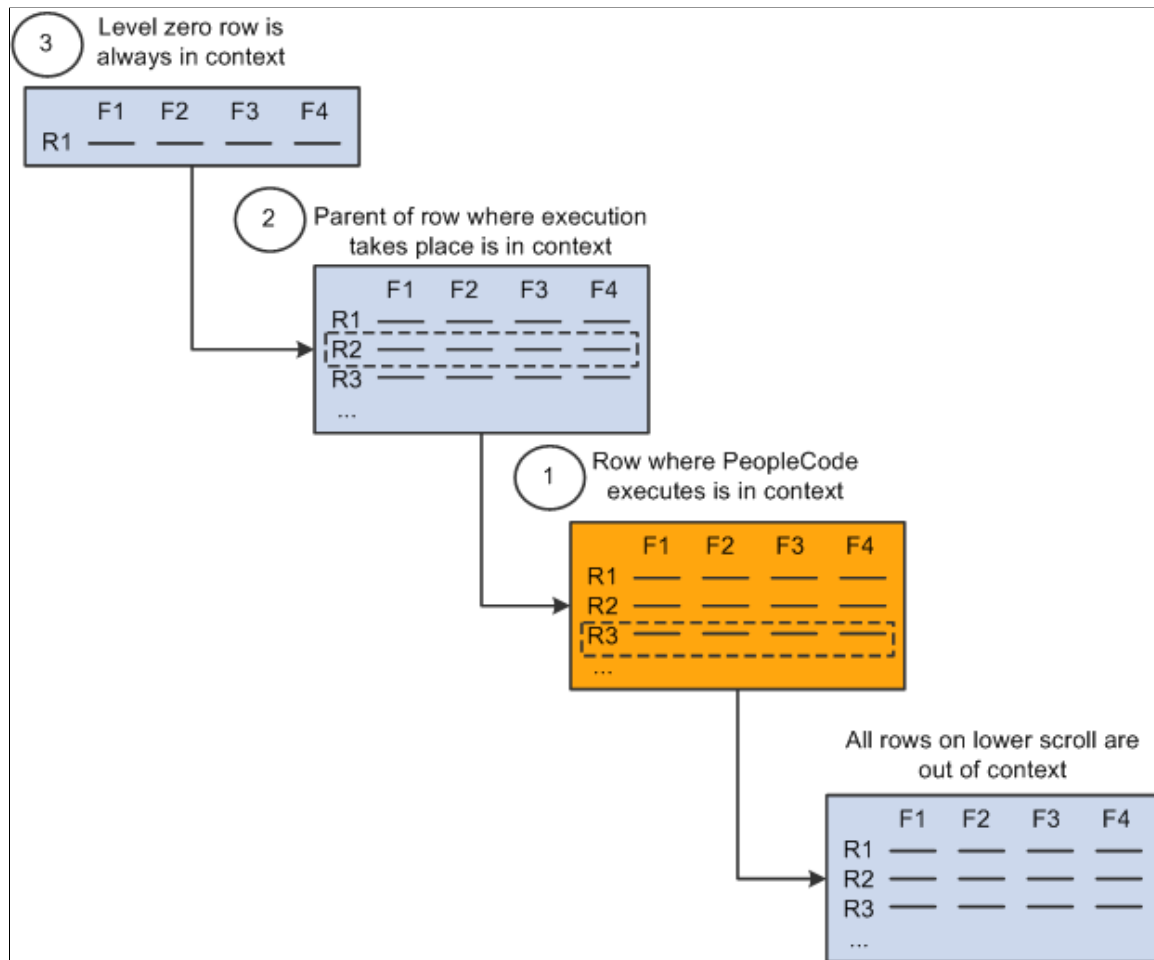 3
Level zero row is
always in context
F1 F2 F3 F4
R1
2
Parent of row where execution
takes place is in context
F1 F2 F3 F4
R1
R2
R3
...
1
Row where PeopleCode
executes is in context
F1 F2 F3 F4
R1
R2
R3
...
All rows on lower scroll are
out of context
F1 F2 F3 F4
R1
R2
R3
...